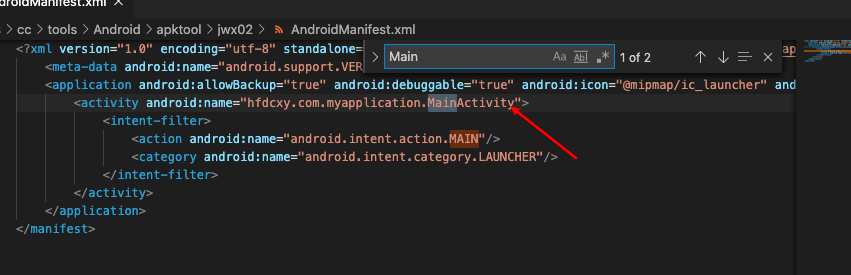 droidManifest.xml ×
s › cc › tools › Android › apktool › jwx02 › AndroidManifest.xml
<?xml version="1.0" encoding="utf-8" standalone=
Main
Aa Abl .* 1 of 2
<meta-data android:name="android.support.VER
<application android:allowBackup="true" android:debuggable="true" android:icon="@mipmap/ic_launcher" and
<activity android:name="hfdcxy.com.myapplication.MainActivity">
<intent-filter>
<action android:name="android.intent.action.MAIN"/>
<category android:name="android.intent.category.LAUNCHER"/>
</intent-filter>
</activity>
</application>
</manifest>